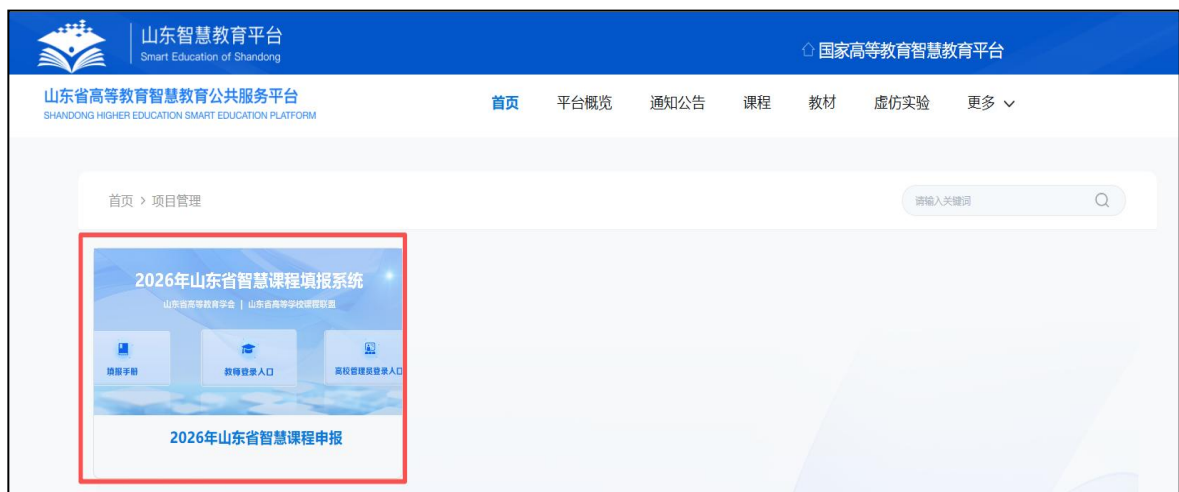 山东智慧教育平台
Smart Education of Shandong
国家高等教育智慧教育平台
山东省高等教育智慧教育公共服务平台
SHANDONG HIGHER EDUCATION SMART EDUCATION PLATFORM
首页 平台概览 通知公告 课程 教材 虚仿实验 更多
首页 > 项目管理
请输入关键词
2026年山东省智慧课程填报系统
山东省高等教育学会 | 山东省高等学校课程联盟
填报手册 教师登录入口 高校管理员登录入口
2026年山东省智慧课程申报